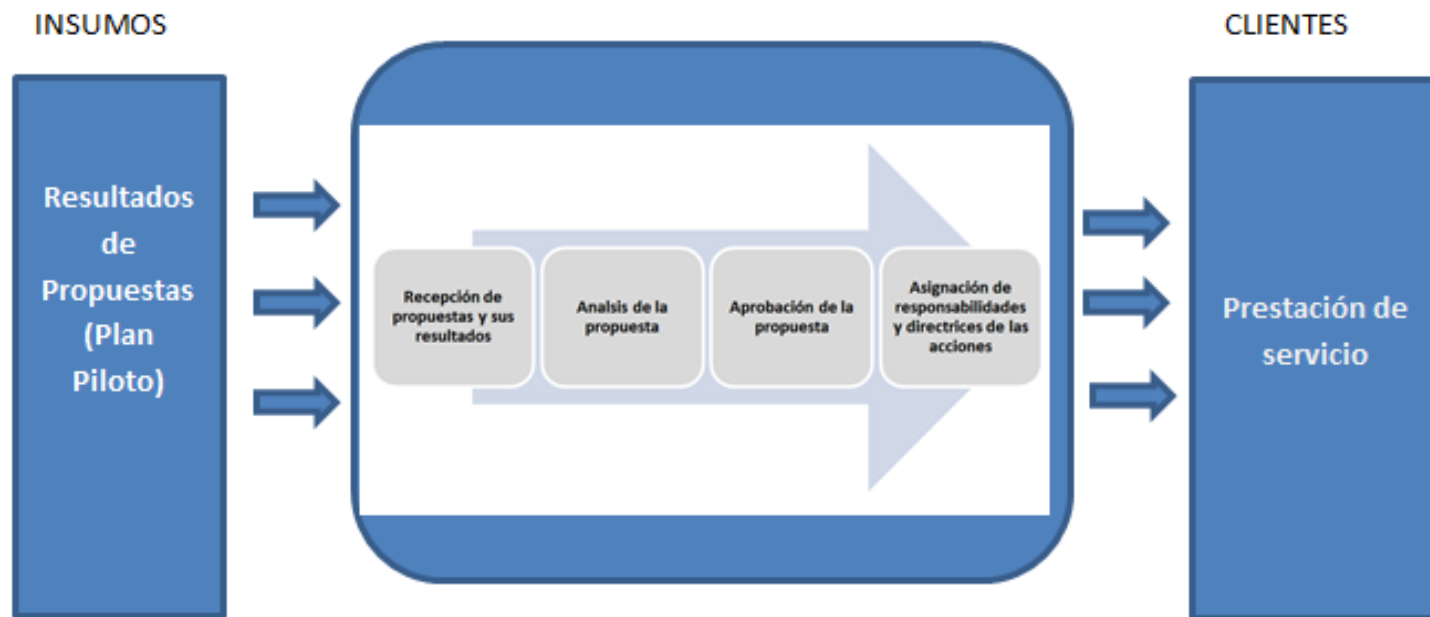 INSUMOS
CLIENTES
Resultados
de
Propuestas
(Plan
Piloto)
Recepción de
propuestas y sus
resultados
Analsis de la
propuesta
Aprobación de la
propuesta
Asignación de
responsabilidades
y directrices de las
acciones
Prestación de
servicio